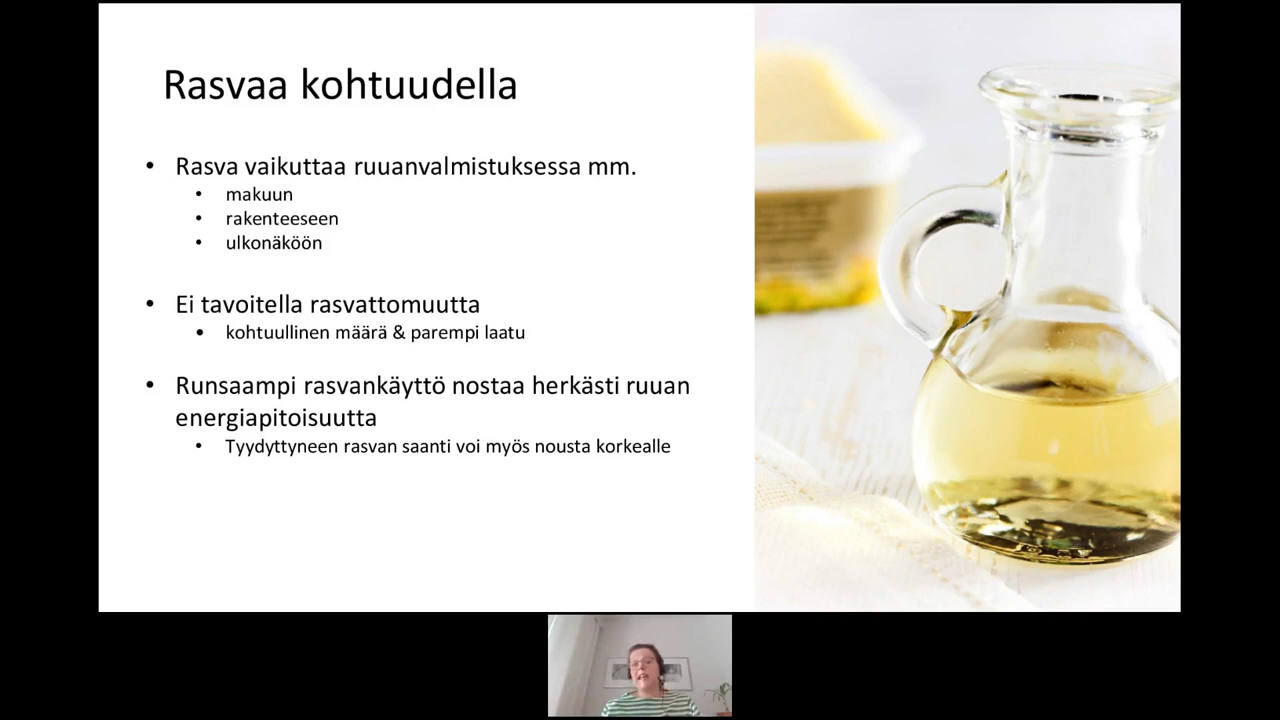 Rasvaa kohtuudella
• Rasva vaikuttaa ruuanvalmistuksessa mm.
• makuun
• rakenteeseen
• ulkonäköön
• Ei tavoitella rasvattomuutta
• kohtuullinen määrä & parempi laatu
• Runsaampi rasvankäyttö nostaa herkästi ruuan
energiapitoisuutta
• Tyydyttyneen rasvan saanti voi myös nousta korkealle